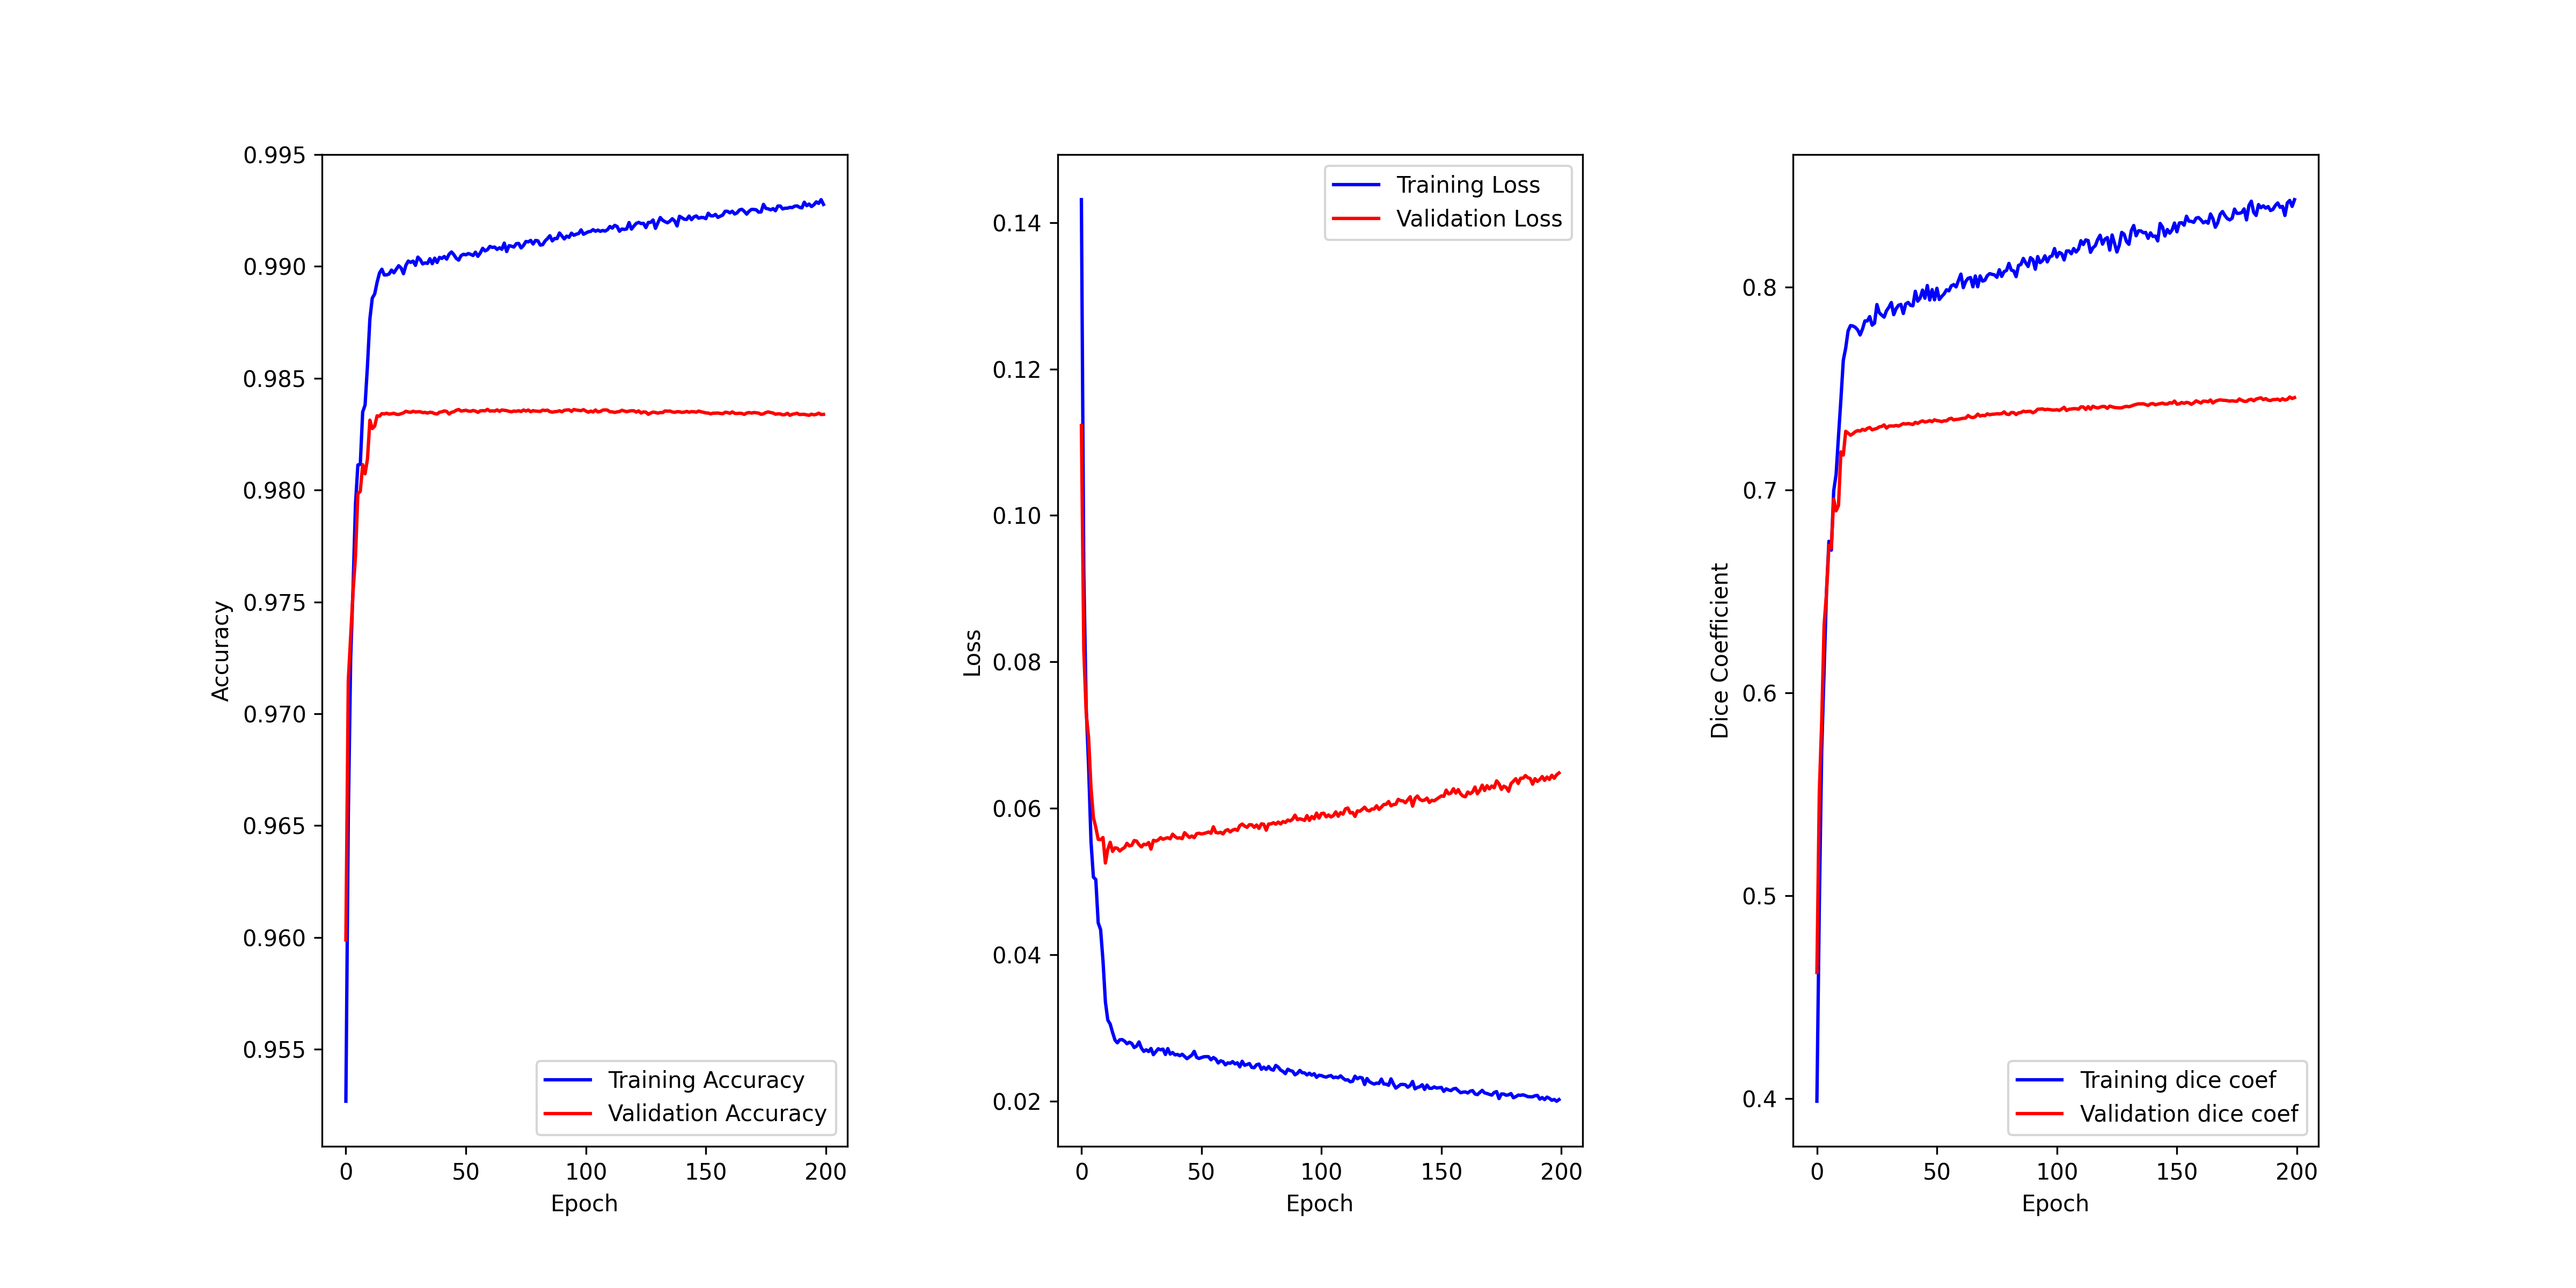 0.995
0.990
0.985
0.980
0.975
0.970
0.965
0.960
0.955
Accuracy
0 50 100 150 200
Epoch
Training Accuracy
Validation Accuracy
0.14
0.12
0.10
0.08
0.06
0.04
0.02
Loss
0 50 100 150 200
Epoch
Training Loss
Validation Loss
0.8
0.7
0.6
0.5
0.4
Dice Coefficient
0 50 100 150 200
Epoch
Training dice coef
Validation dice coef